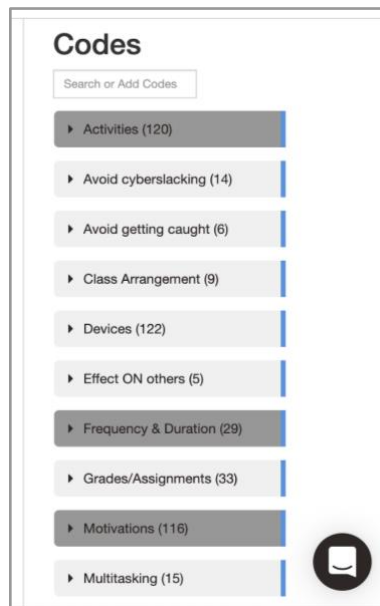 Codes
Search or Add Codes
Activities (120)
Avoid cyberslacking (14)
Avoid getting caught (6)
Class Arrangement (9)
Devices (122)
Effect ON others (5)
Frequency & Duration (29)
Grades/Assignments (33)
Motivations (116)
Multitasking (15)